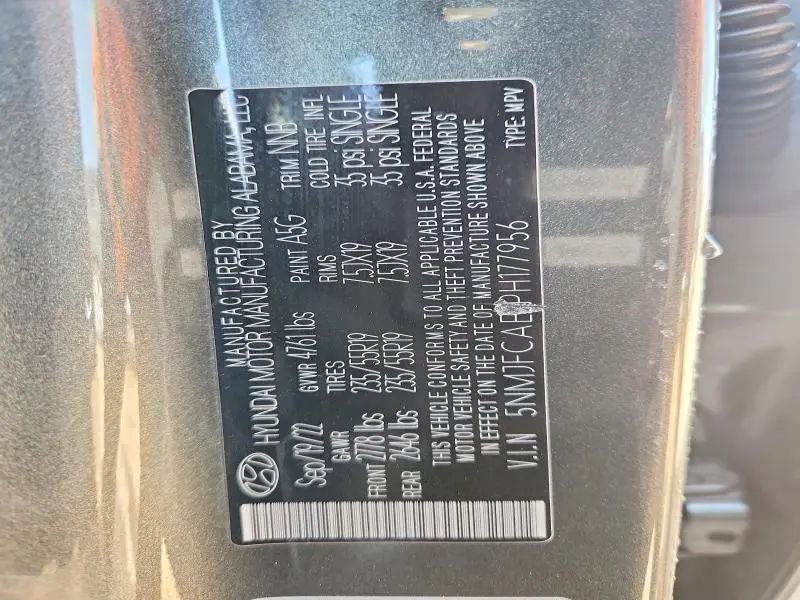 MANUFACTURED BY
HYUNDAI MOTOR MANUFACTURING ALABAMA, LLC
Sep/19/22 GVWR 4761 lbs PAINT A5G TRIM NNB
GAWR TIRES RIMS COLD TIRE INFL
FRONT 2778 lbs 235/55R19 7.5JX19 35 psi SINGLE
REAR 2646 lbs 235/55R19 7.5JX19 35 psi SINGLE
THIS VEHICLE CONFORMS TO ALL APPLICABLE U.S.A. FEDERAL
MOTOR VEHICLE SAFETY AND THEFT PREVENTION STANDARDS
IN EFFECT ON THE DATE OF MANUFACTURE SHOWN ABOVE
V.I.N
TYPE: MPV